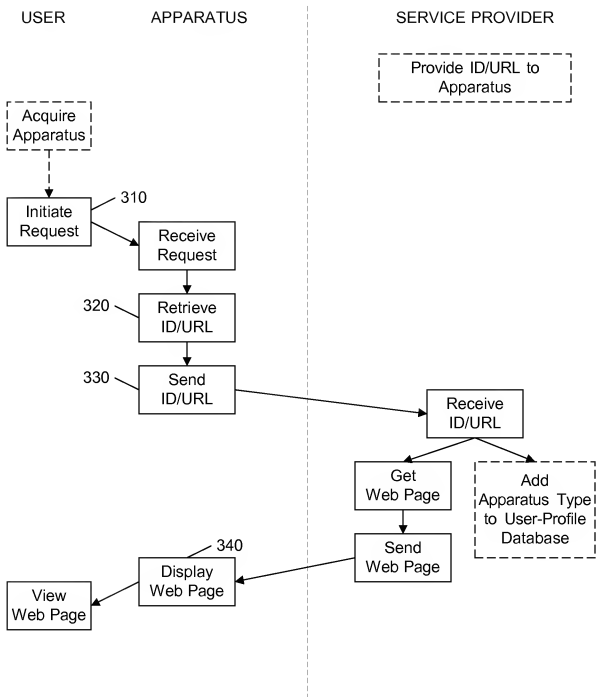 USER
APPARATUS
SERVICE PROVIDER
Provide ID/URL to
Apparatus
Acquire
Apparatus
310
Initiate
Request
Receive
Request
320
Retrieve
ID/URL
330
Send
ID/URL
Receive
ID/URL
Get
Web Page
Add
Apparatus Type
to User-Profile
Database
Send
Web Page
340
Display
Web Page
View
Web Page